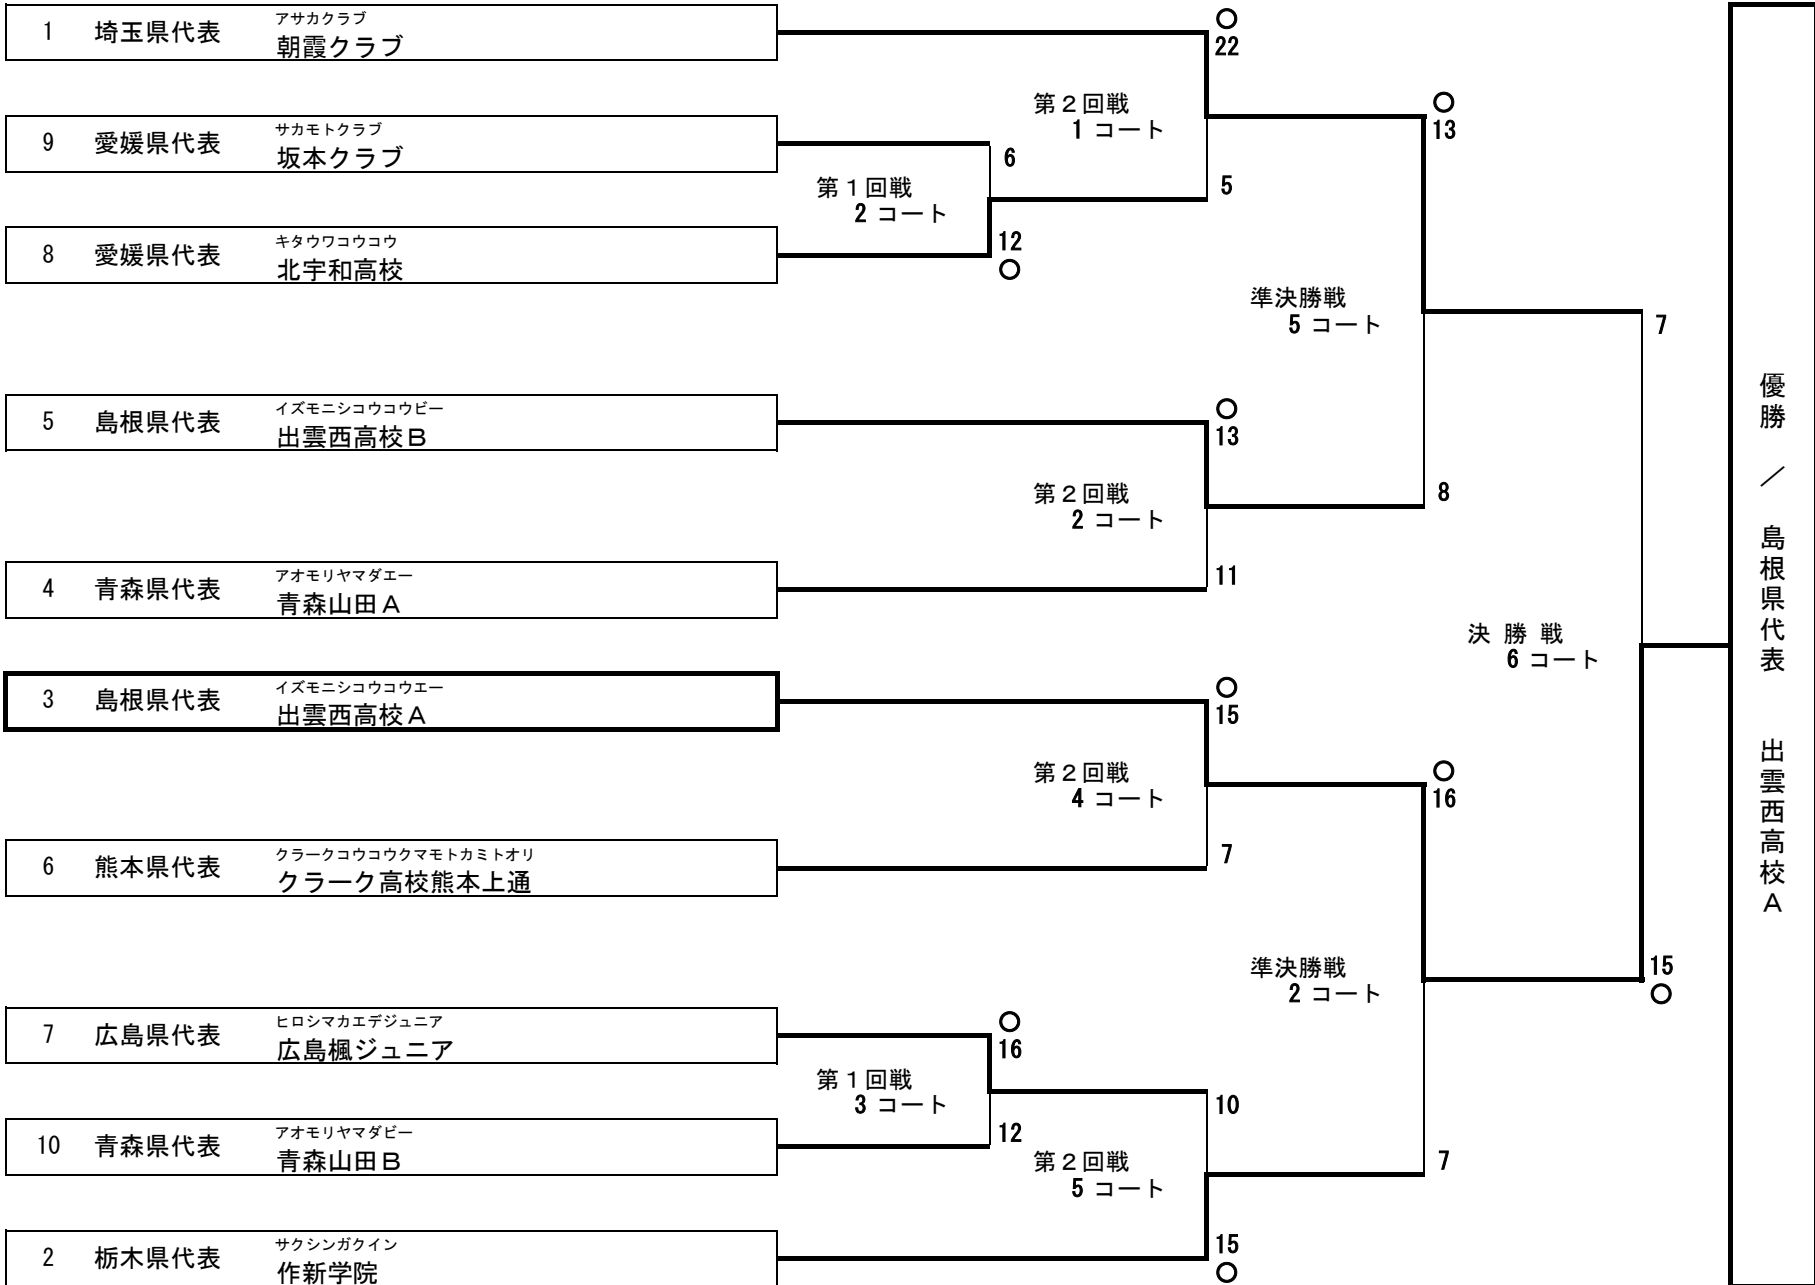 1 埼玉県代表 アサカクラブ
朝霞クラブ
○
22
第２回戦
1 コート
○
13
9 愛媛県代表 サカモトクラブ
坂本クラブ
6
第１回戦
2 コート
5
8 愛媛県代表 キタウワコウコウ
北宇和高校
12
○
準決勝戦
5 コート
7
5 島根県代表 イズモニシコウコウビー
出雲西高校Ｂ
○
13
第２回戦
2 コート
8
4 青森県代表 アオモリヤマダエー
青森山田Ａ
11
決 勝 戦
6 コート
3 島根県代表 イズモニシコウコウエー
出雲西高校Ａ
○
15
第２回戦
4 コート
○
16
6 熊本県代表 クラークコウコウクマモトカミトオリ
クラーク高校熊本上通
7
準決勝戦
2 コート
15
○
7 広島県代表 ヒロシマカエデジュニア
広島楓ジュニア
○
16
第１回戦
3 コート
10
10 青森県代表 アオモリヤマダビー
青森山田Ｂ
12
第２回戦
5 コート
7
2 栃木県代表 サクシンガクイン
作新学院
15
○
優勝 ／ 島根県代表 出雲西高校Ａ